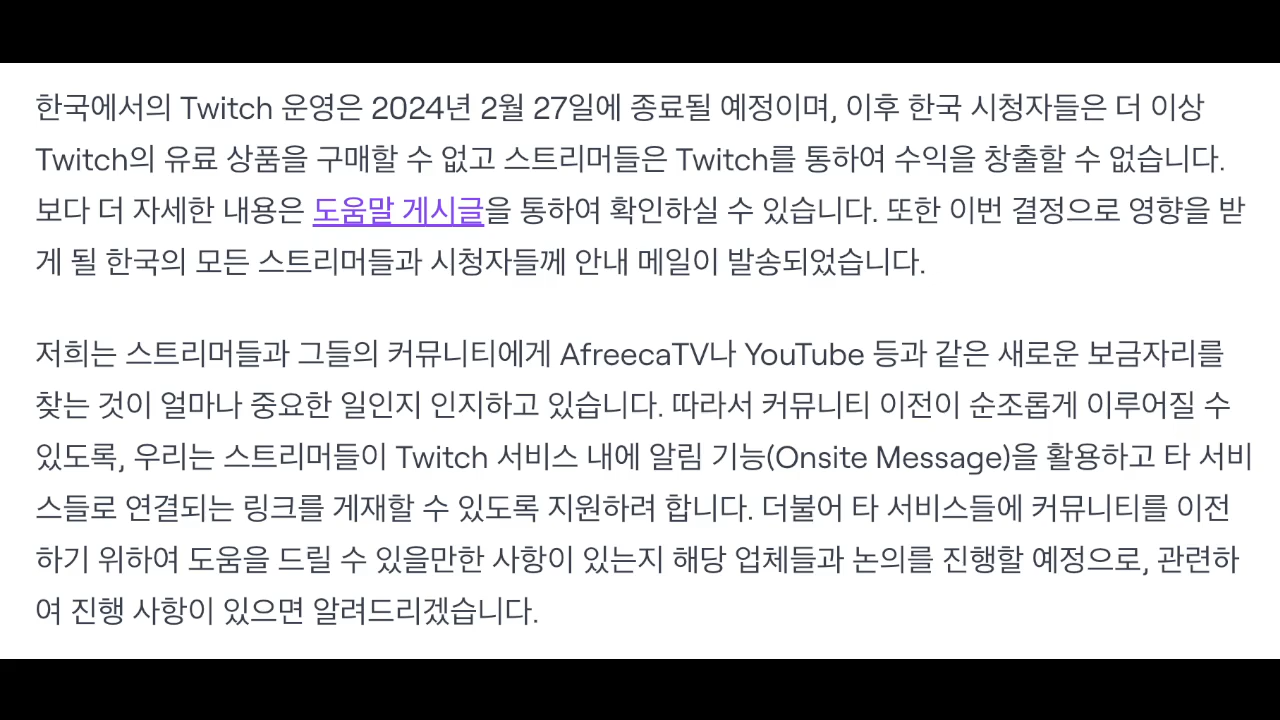 한국에서의 Twitch 운영은 2024년 2월 27일에 종료될 예정이며, 이후 한국 시청자들은 더 이상
Twitch의 유료 상품을 구매할 수 없고 스트리머들은 Twitch를 통하여 수익을 창출할 수 없습니다.
보다 더 자세한 내용은 도움말 게시글을 통하여 확인하실 수 있습니다. 또한 이번 결정으로 영향을 받
게 될 한국의 모든 스트리머들과 시청자들께 안내 메일이 발송되었습니다.
저희는 스트리머들과 그들의 커뮤니티에게 AfreecaTV나 YouTube 등과 같은 새로운 보금자리를
찾는 것이 얼마나 중요한 일인지 인지하고 있습니다. 따라서 커뮤니티 이전이 순조롭게 이루어질 수
있도록, 우리는 스트리머들이 Twitch 서비스 내에 알림 기능(Onsite Message)을 활용하고 타 서비
스들로 연결되는 링크를 게재할 수 있도록 지원하려 합니다. 더불어 타 서비스들에 커뮤니티를 이전
하기 위하여 도움을 드릴 수 있을만한 사항이 있는지 해당 업체들과 논의를 진행할 예정으로, 관련하
여 진행 사항이 있으면 알려드리겠습니다.